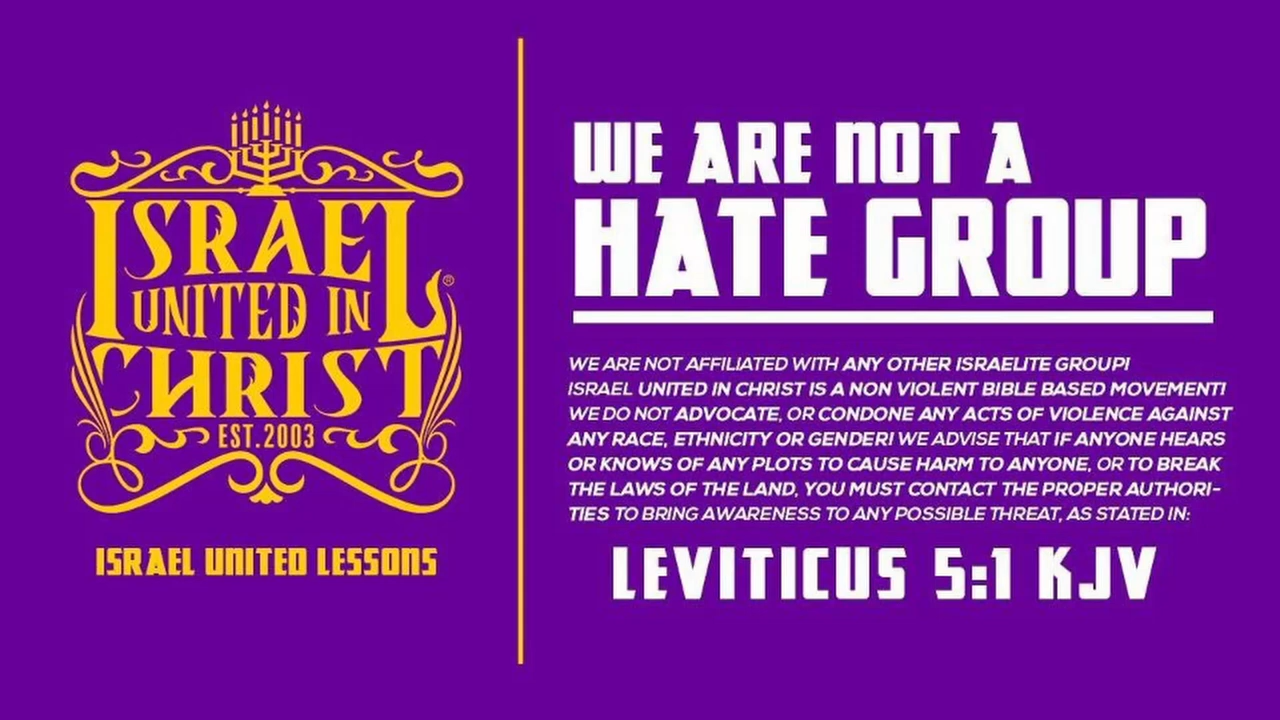 ISRAEL
UNITED IN
CHRIST
EST.2003
ISRAEL UNITED LESSONS
WE ARE NOT A
HATE GROUP
WE ARE NOT AFFILIATED WITH ANY OTHER ISRAELITE GROUP!
ISRAEL UNITED IN CHRIST IS A NON VIOLENT BIBLE BASED MOVEMENT!
WE DO NOT ADVOCATE, OR CONDONE ANY ACTS OF VIOLENCE AGAINST
ANY RACE, ETHNICITY OR GENDER! WE ADVISE THAT IF ANYONE HEARS
OR KNOWS OF ANY PLOTS TO CAUSE HARM TO ANYONE, OR TO BREAK
THE LAWS OF THE LAND, YOU MUST CONTACT THE PROPER AUTHORI-
TIES TO BRING AWARENESS TO ANY POSSIBLE THREAT, AS STATED IN:
LEVITICUS 5:1 KJV